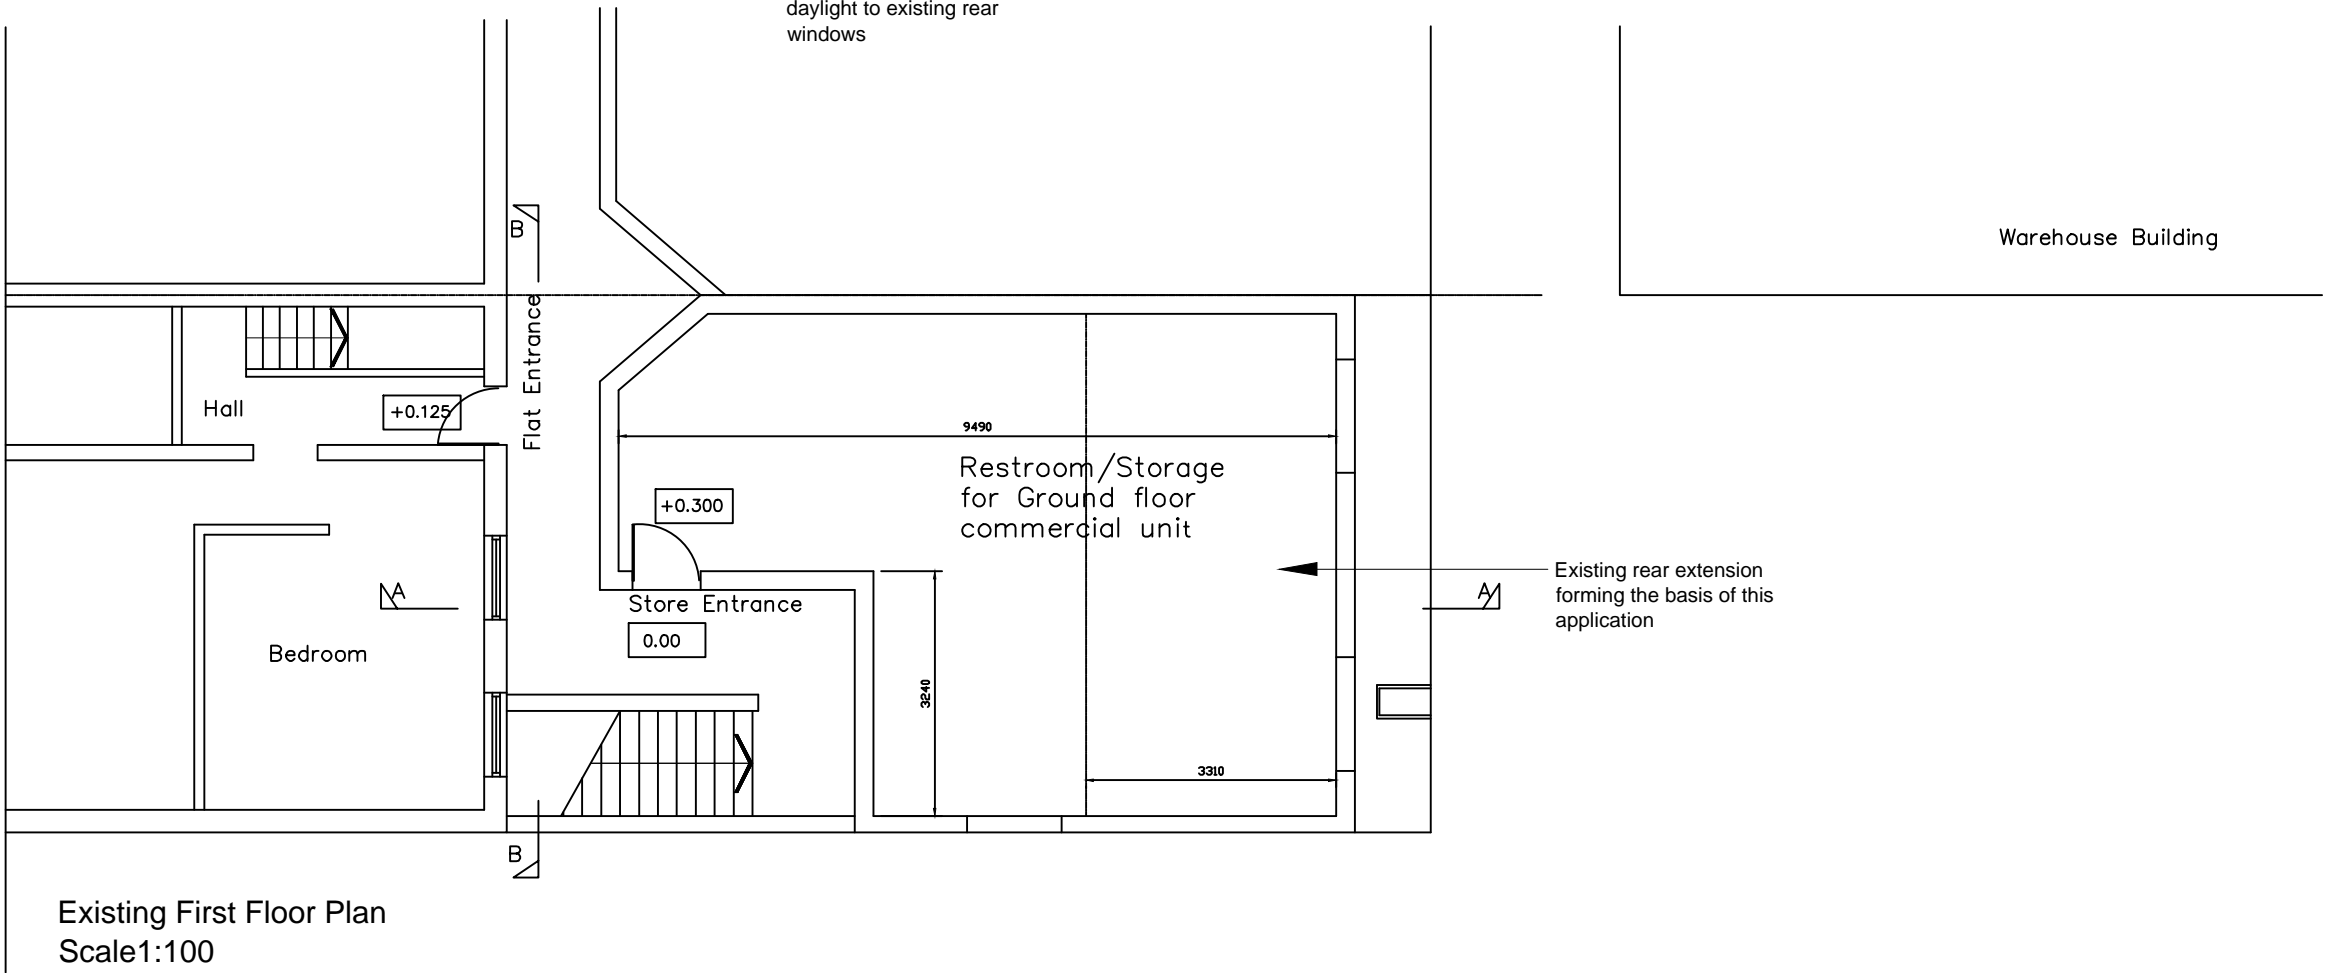 daylight to existing rear
windows
B
Warehouse Building
Flat Entrance
Hall
+0.125
9490
Restroom/Storage
for Ground floor
commercial unit
+0.300
Existing rear extension
forming the basis of this
application
A
A
Store Entrance
0.00
Bedroom
3240
3310
B
Existing First Floor Plan
Scale1:100